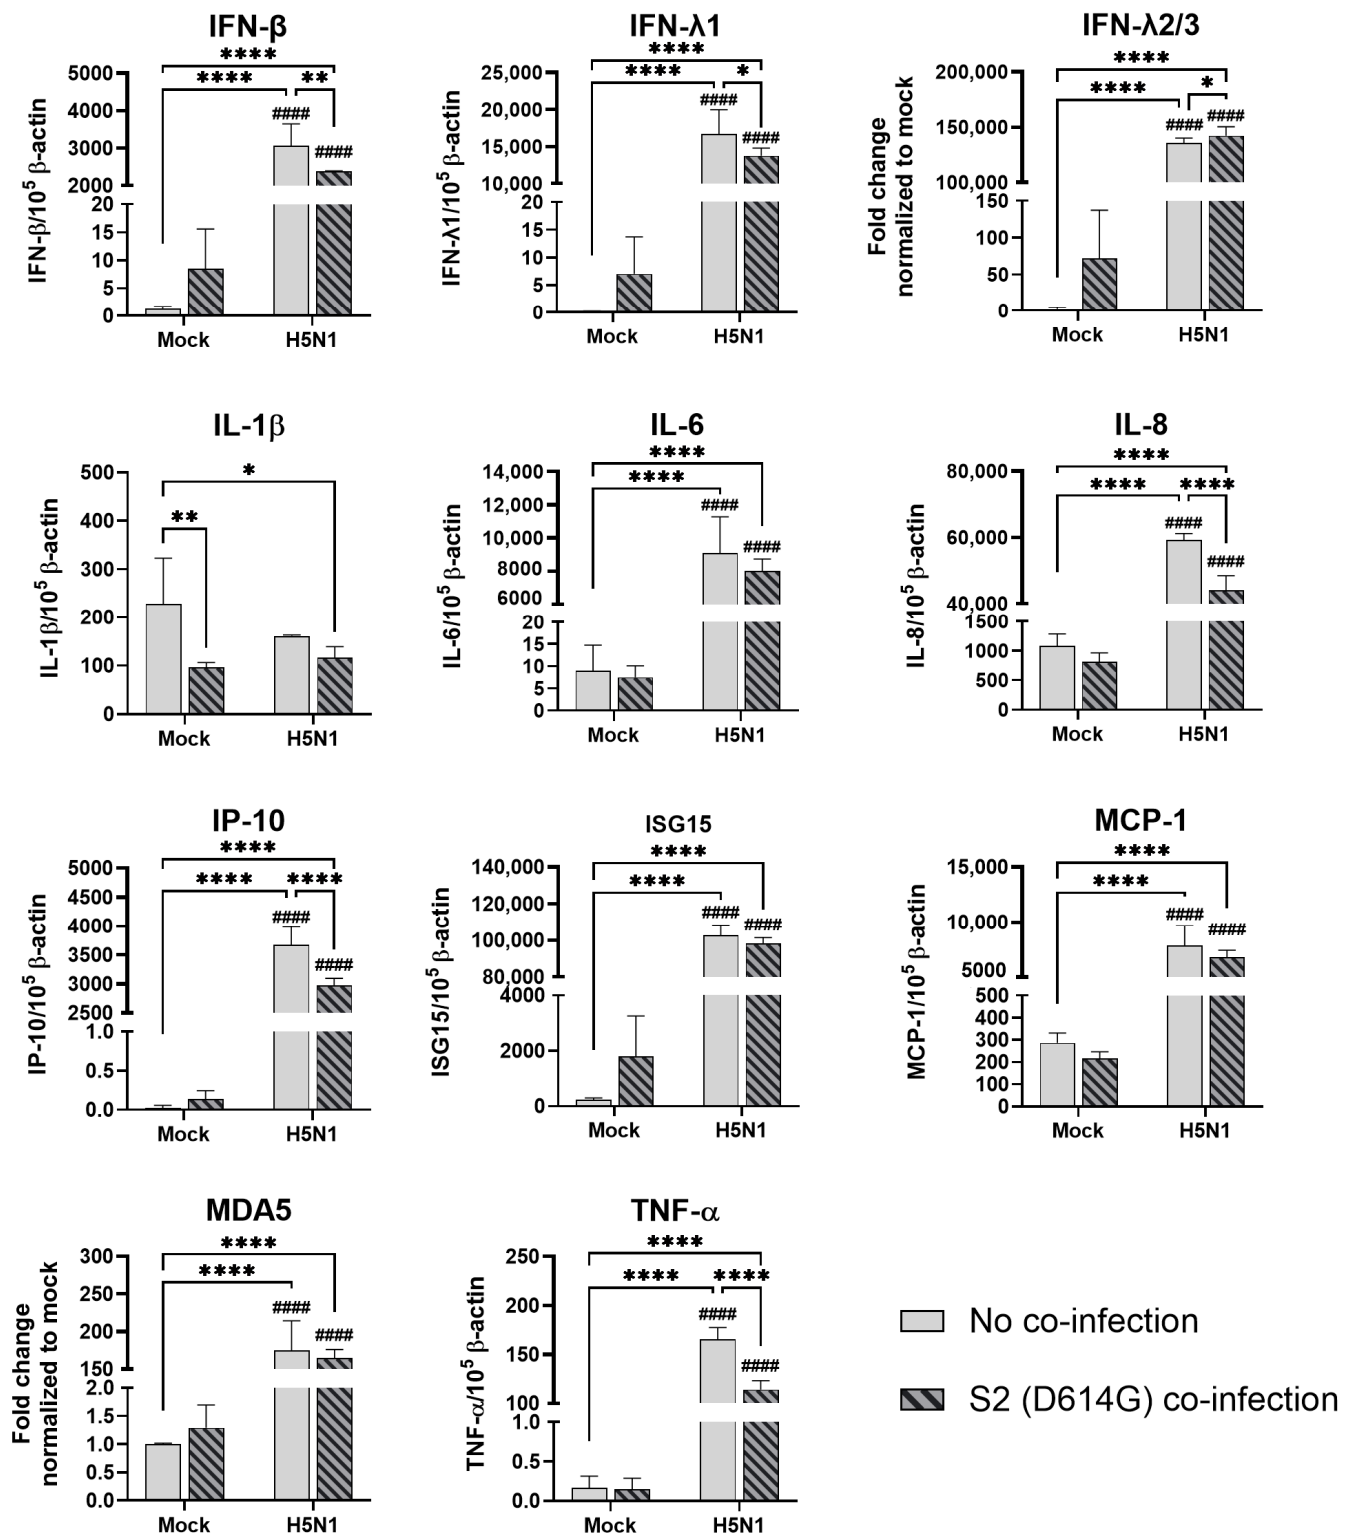 IFN-β
****
****
**
5000
4000
3000
2000
20
15
10
5
0
IFN-β/10⁵ β-actin
####
####
Mock
H5N1
IFN-λ1
****
****
*
25,000
20,000
15,000
10,000
20
15
10
5
0
IFN-λ1/10⁵ β-actin
####
####
Mock
H5N1
IFN-λ2/3
****
****
*
200,000
150,000
100,000
150
100
50
0
Fold change
normalized to mock
####
####
Mock
H5N1
IL-1β
*
**
500
400
300
200
100
0
IL-1β/10⁵ β-actin
Mock
H5N1
IL-6
****
****
14,000
12,000
10,000
8000
6000
20
15
10
5
0
IL-6/10⁵ β-actin
####
####
Mock
H5N1
IL-8
****
****
****
80,000
60,000
40,000
1500
1000
500
0
IL-8/10⁵ β-actin
####
####
Mock
H5N1
IP-10
****
****
****
5000
4500
4000
3500
3000
2500
1.0
0.5
0.0
IP-10/10⁵ β-actin
####
####
Mock
H5N1
ISG15
****
****
140,000
120,000
100,000
80,000
4000
2000
0
ISG15/10⁵ β-actin
####
####
Mock
H5N1
MCP-1
****
****
15,000
10,000
5000
500
400
300
200
100
0
MCP-1/10⁵ β-actin
####
####
Mock
H5N1
MDA5
****
****
300
250
200
150
2.0
1.5
1.0
0.5
0.0
Fold change
normalized to mock
####
####
Mock
H5N1
TNF-α
****
****
****
250
200
150
100
1.0
0.5
0.0
TNF-α/10⁵ β-actin
####
####
Mock
H5N1
No co-infection
S2 (D614G) co-infection